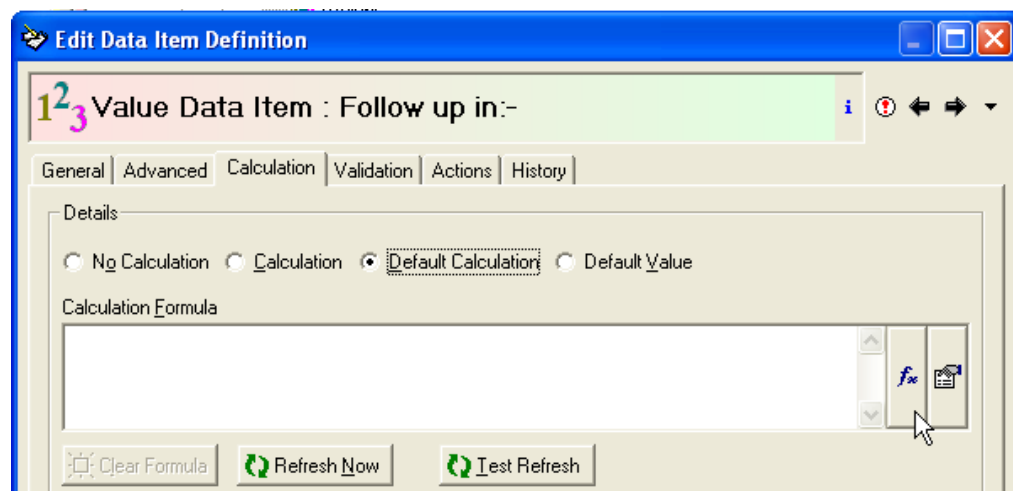 Edit Data Item Definition
123 Value Data Item : Follow up in:-
i
General Advanced Calculation Validation Actions History
Details
No Calculation Calculation Default Calculation Default Value
Calculation Formula
fx
Clear Formula Refresh Now Test Refresh